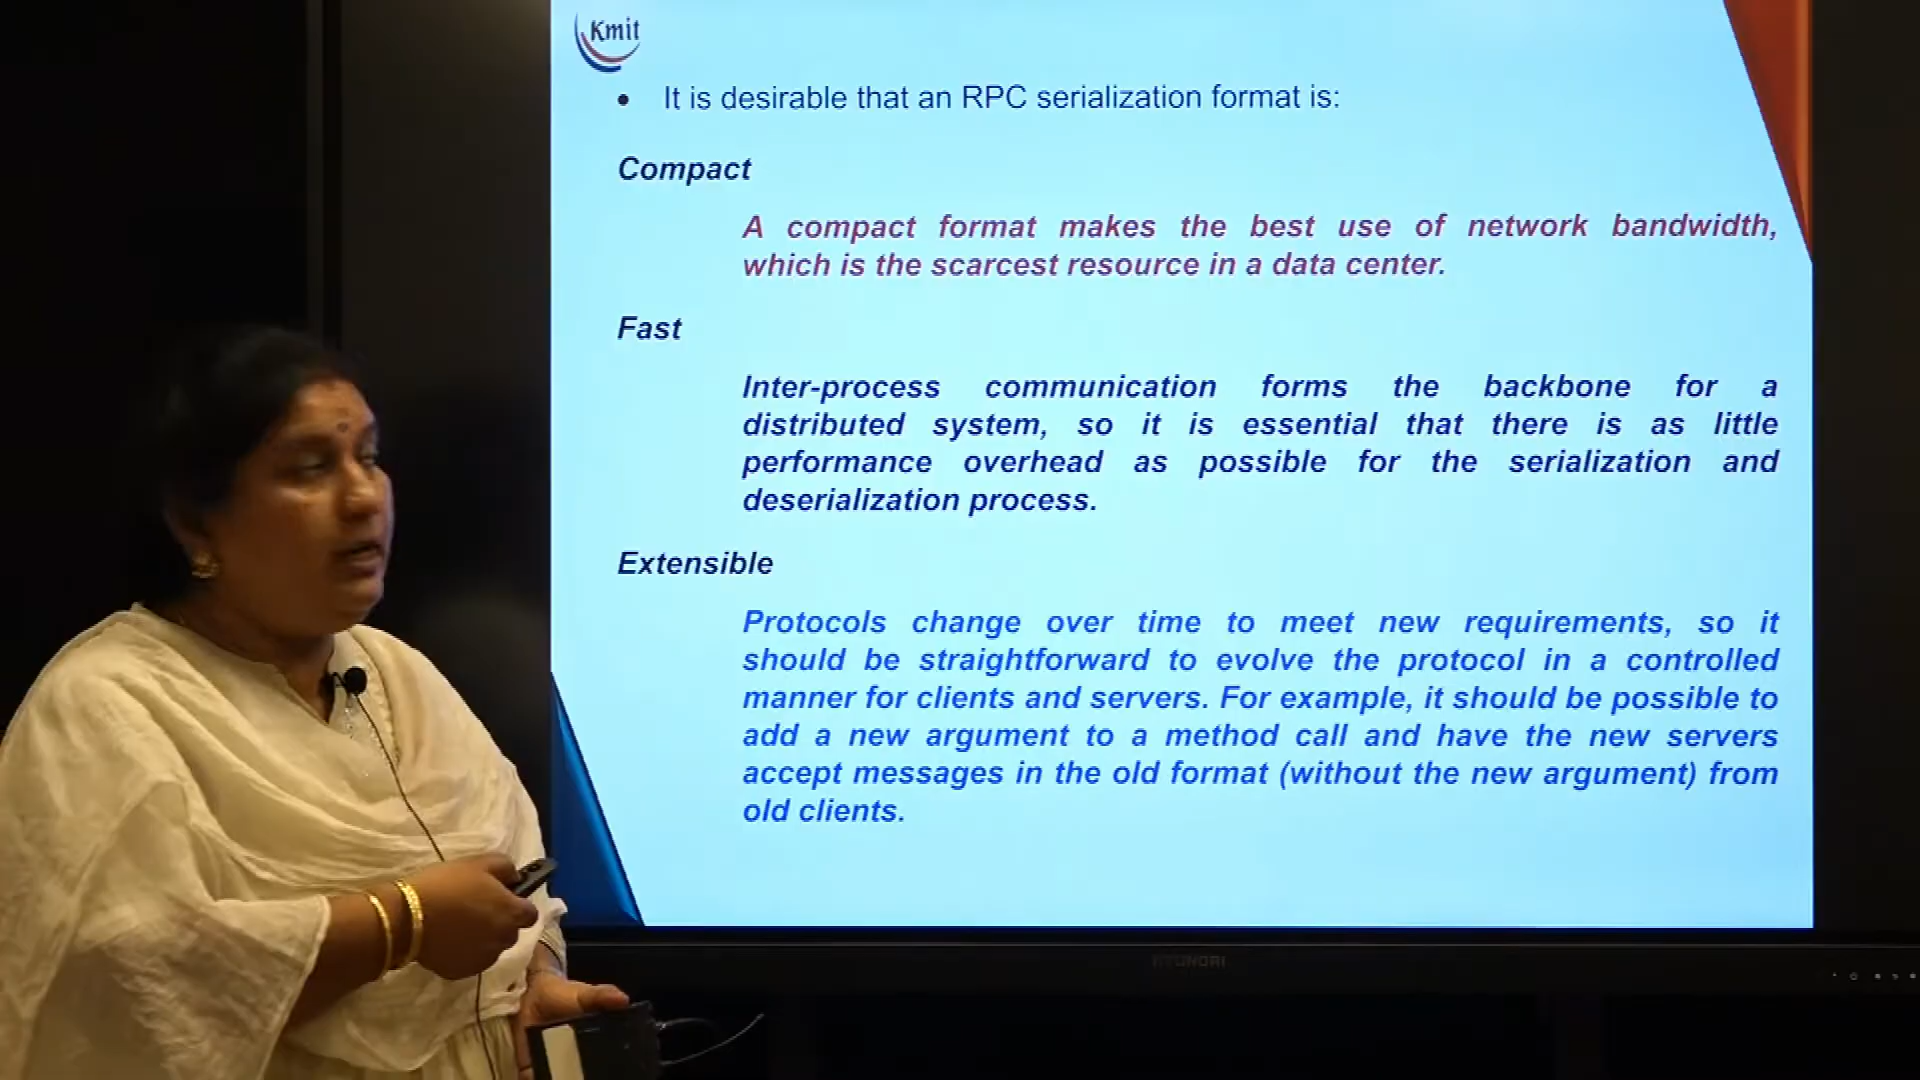 Kmit
• It is desirable that an RPC serialization format is:
Compact
A compact format makes the best use of network bandwidth,
which is the scarcest resource in a data center.
Fast
Inter-process communication forms the backbone for a
distributed system, so it is essential that there is as little
performance overhead as possible for the serialization and
deserialization process.
Extensible
Protocols change over time to meet new requirements, so it
should be straightforward to evolve the protocol in a controlled
manner for clients and servers. For example, it should be possible to
add a new argument to a method call and have the new servers
accept messages in the old format (without the new argument) from
old clients.
HYUNDAI